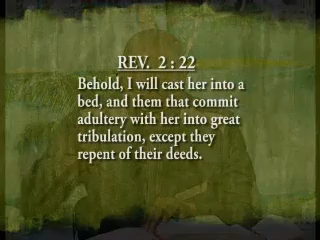 REV. 2 : 22
Behold, I will cast her into a
bed, and them that commit
adultery with her into great
tribulation, except they
repent of their deeds.